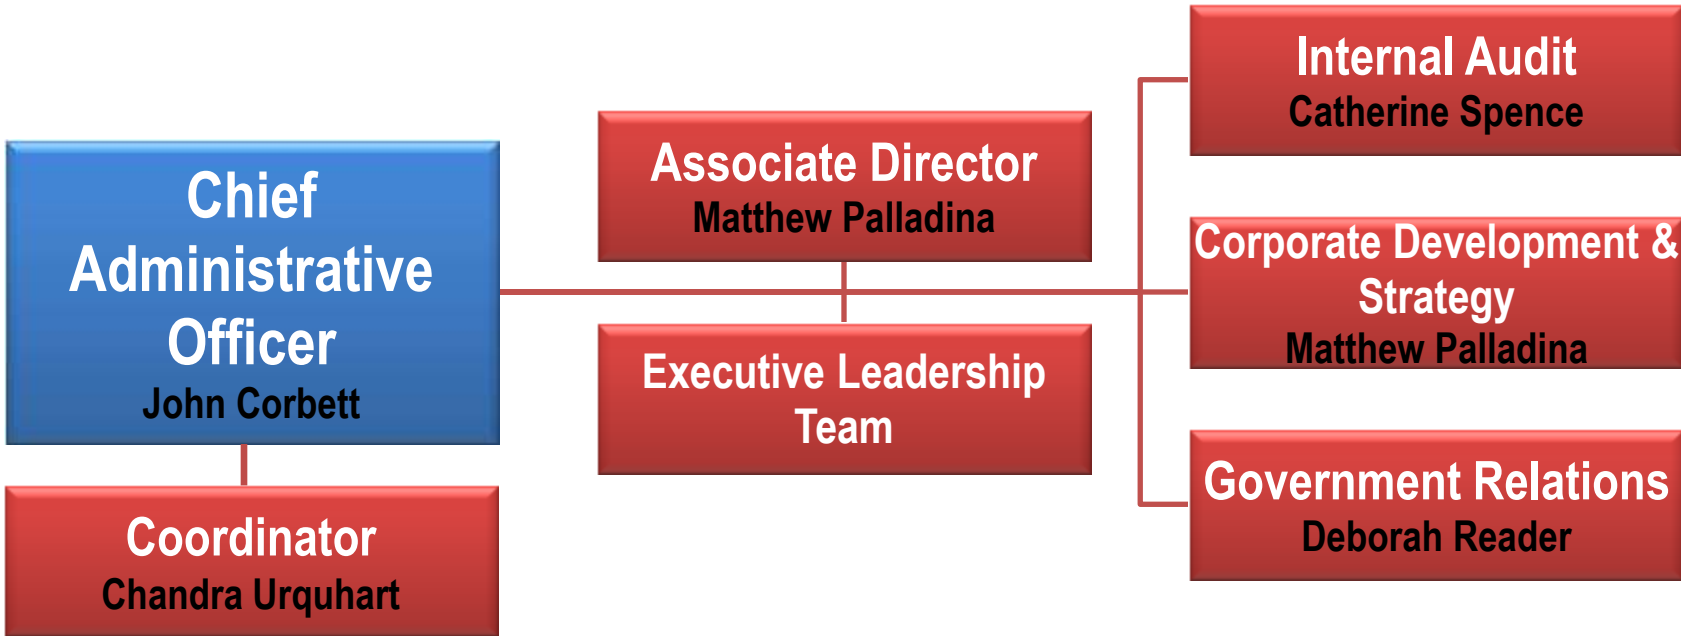 Chief
Administrative
Officer
John Corbett
Coordinator
Chandra Urquhart
Associate Director
Matthew Palladina
Executive Leadership
Team
Internal Audit
Catherine Spence
Corporate Development &
Strategy
Matthew Palladina
Government Relations
Deborah Reader